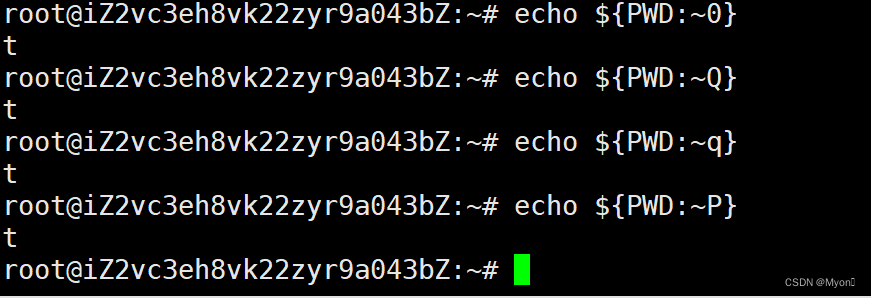 root@iZ2vc3eh8vk22zyr9a043bZ:~# echo ${PWD:~0}
t
root@iZ2vc3eh8vk22zyr9a043bZ:~# echo ${PWD:~Q}
t
root@iZ2vc3eh8vk22zyr9a043bZ:~# echo ${PWD:~q}
t
root@iZ2vc3eh8vk22zyr9a043bZ:~# echo ${PWD:~P}
t
root@iZ2vc3eh8vk22zyr9a043bZ:~#
CSDN @Myon